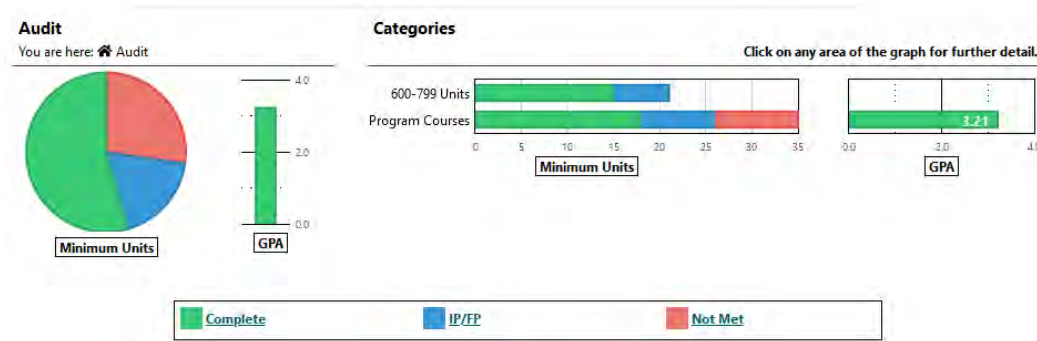 Audit
You are here: Audit
4.0
2.0
0.0
Minimum Units
GPA
Categories
Click on any area of the graph for further detail.
600-799 Units
Program Courses
0 5 10 15 20 25 30 35
Minimum Units
3.21
0.0 2.0 4.0
GPA
Complete
IP/FP
Not Met